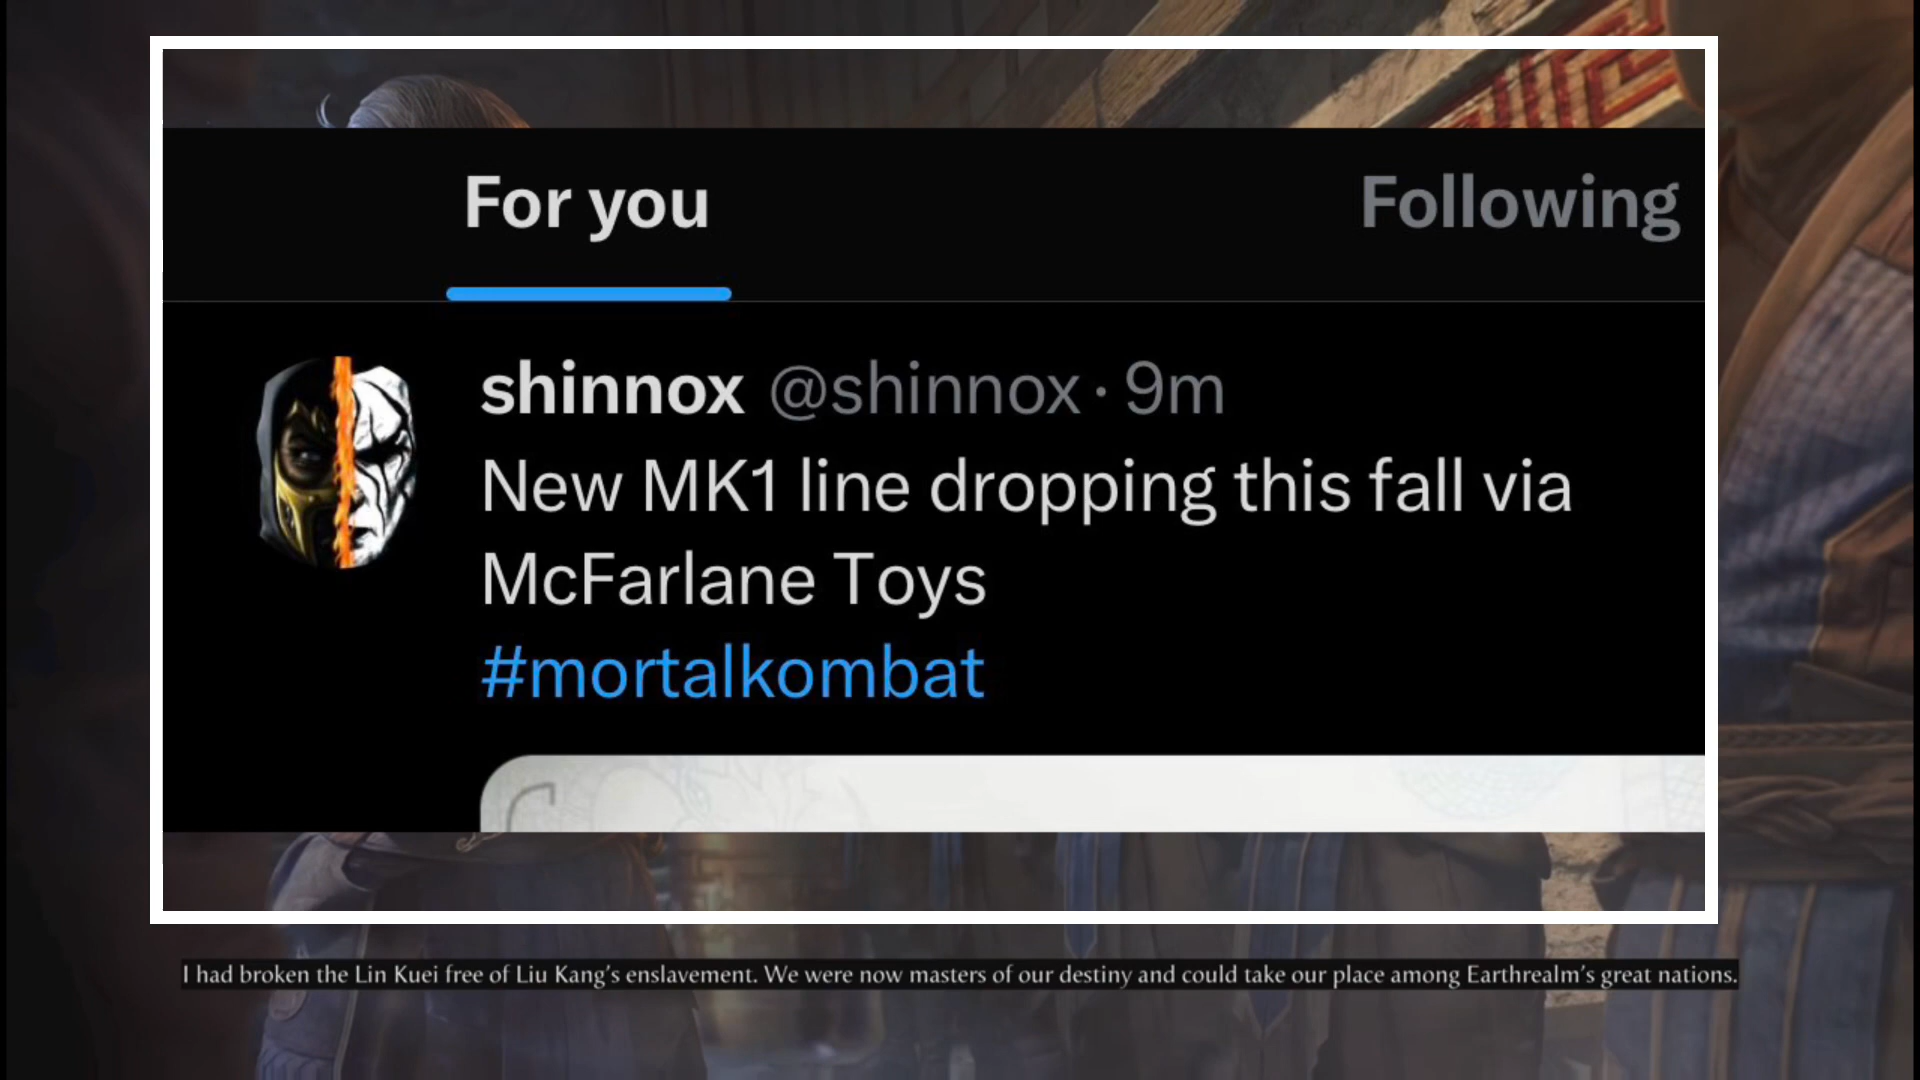 For you
Following
shinnox @shinnox · 9m
New MK1 line dropping this fall via
McFarlane Toys
#mortalkombat
I had broken the Lin Kuei free of Liu Kang’s enslavement. We were now masters of our destiny and could take our place among Earthrealm’s great nations.